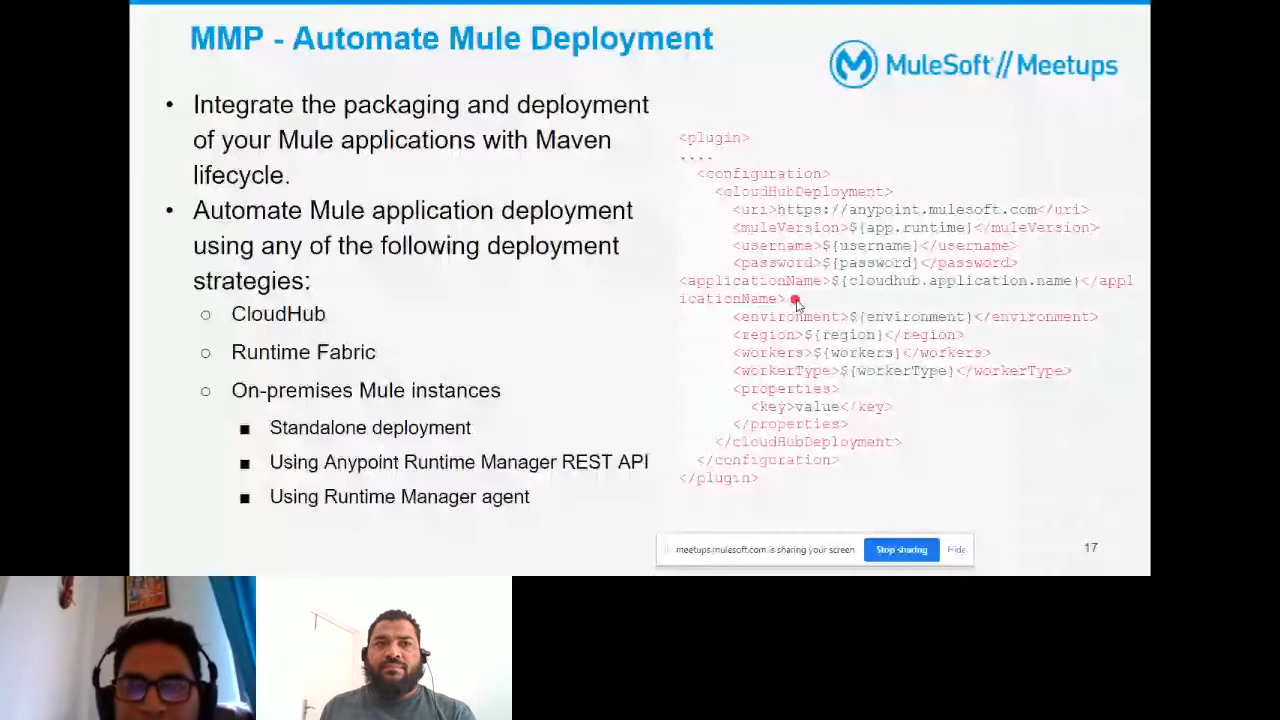 MMP - Automate Mule Deployment
MuleSoft // Meetups
• Integrate the packaging and deployment
of your Mule applications with Maven
lifecycle.
• Automate Mule application deployment
using any of the following deployment
strategies:
○ CloudHub
○ Runtime Fabric
○ On-premises Mule instances
■ Standalone deployment
■ Using Anypoint Runtime Manager REST API
■ Using Runtime Manager agent
<plugin>
....
<configuration>
<cloudHubDeployment>
<uri>https://anypoint.mulesoft.com</uri>
<muleVersion>${app.runtime}</muleVersion>
<username>${username}</username>
<password>${password}</password>
<applicationName>${cloudhub.application.name}</appl
icationName>
<environment>${environment}</environment>
<region>${region}</region>
<workers>${workers}</workers>
<workerType>${workerType}</workerType>
<properties>
<key>value</key>
</properties>
</cloudHubDeployment>
</configuration>
</plugin>
meetups.mulesoft.com is sharing your screen.
Stop sharing
Hide
17